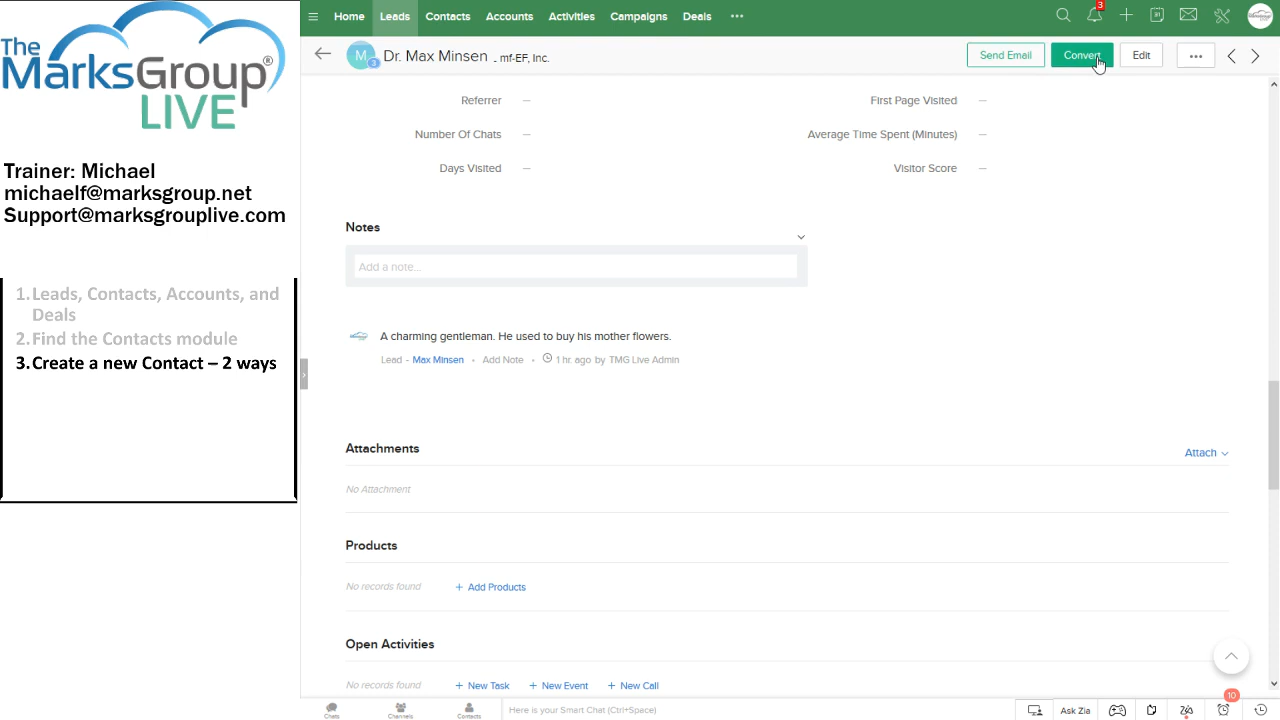 The
MarksGroup®
LIVE
Trainer: Michael
michaelf@marksgroup.net
Support@marksgrouplive.com
1. Leads, Contacts, Accounts, and
Deals
2. Find the Contacts module
3. Create a new Contact – 2 ways
Home Leads Contacts Accounts Activities Campaigns Deals ••• 3
M 3 Dr. Max Minsen - mf-EF, Inc. Send Email Convert Edit •••
Referrer — First Page Visited —
Number Of Chats — Average Time Spent (Minutes) —
Days Visited — Visitor Score —
Notes
Add a note...
A charming gentleman. He used to buy his mother flowers.
Lead - Max Minsen • Add Note • 1 hr. ago by TMG Live Admin
Attachments Attach
No Attachment
Products
No records found + Add Products
Open Activities
No records found + New Task + New Event + New Call
10
Chats Channels Contacts Here is your Smart Chat (Ctrl+Space) Ask Zia